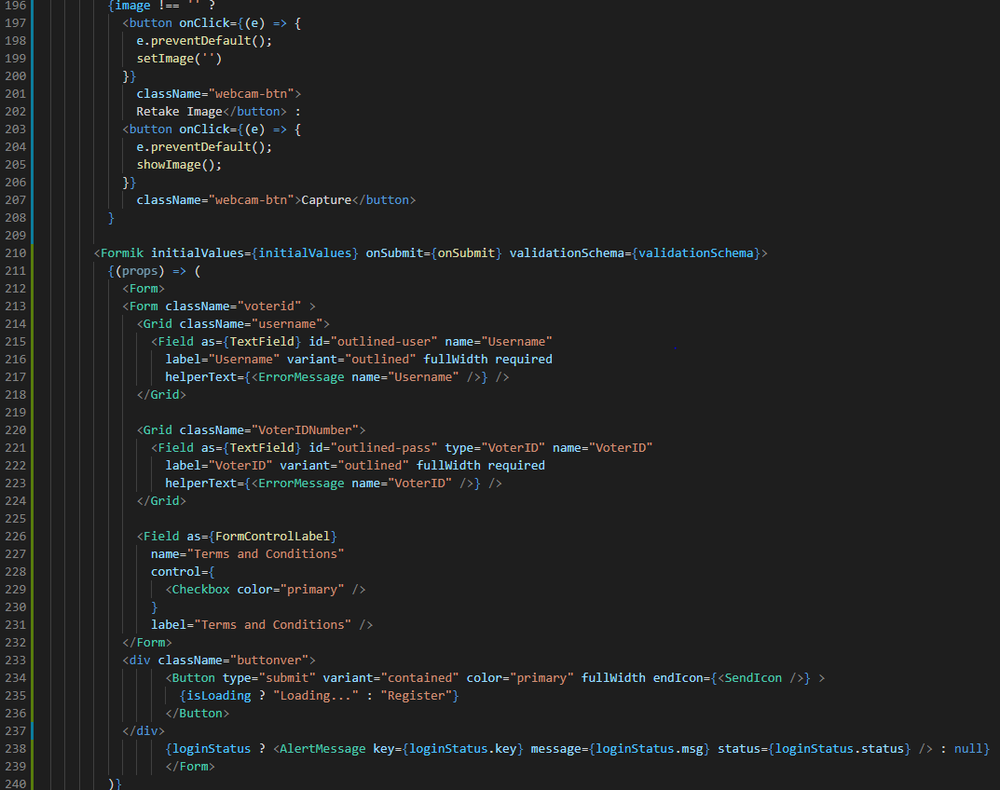 196 {image !== '' ?
197 <button onClick={(e) => {
198 e.preventDefault();
199 setImage('')
200 }}
201 className="webcam-btn">
202 Retake Image</button> :
203 <button onClick={(e) => {
204 e.preventDefault();
205 showImage();
206 }}
207 className="webcam-btn">Capture</button>
208 }
209
210 <Formik initialValues={initialValues} onSubmit={onSubmit} validationSchema={validationSchema}>
211 {(props) => (
212 <Form>
213 <Form className="voterid" >
214 <Grid className="username">
215 <Field as={TextField} id="outlined-user" name="Username"
216 label="Username" variant="outlined" fullWidth required
217 helperText={<ErrorMessage name="Username" />} />
218 </Grid>
219
220 <Grid className="VoterIDNumber">
221 <Field as={TextField} id="outlined-pass" type="VoterID" name="VoterID"
222 label="VoterID" variant="outlined" fullWidth required
223 helperText={<ErrorMessage name="VoterID" />} />
224 </Grid>
225
226 <Field as={FormControlLabel}
227 name="Terms and Conditions"
228 control={
229 <Checkbox color="primary" />
230 }
231 label="Terms and Conditions" />
232 </Form>
233 <div className="buttonver">
234 <Button type="submit" variant="contained" color="primary" fullWidth endIcon={<SendIcon />} >
235 {isLoading ? "Loading..." : "Register"}
236 </Button>
237 </div>
238 {loginStatus ? <AlertMessage key={loginStatus.key} message={loginStatus.msg} status={loginStatus.status} /> : null}
239 </Form>
240 )}